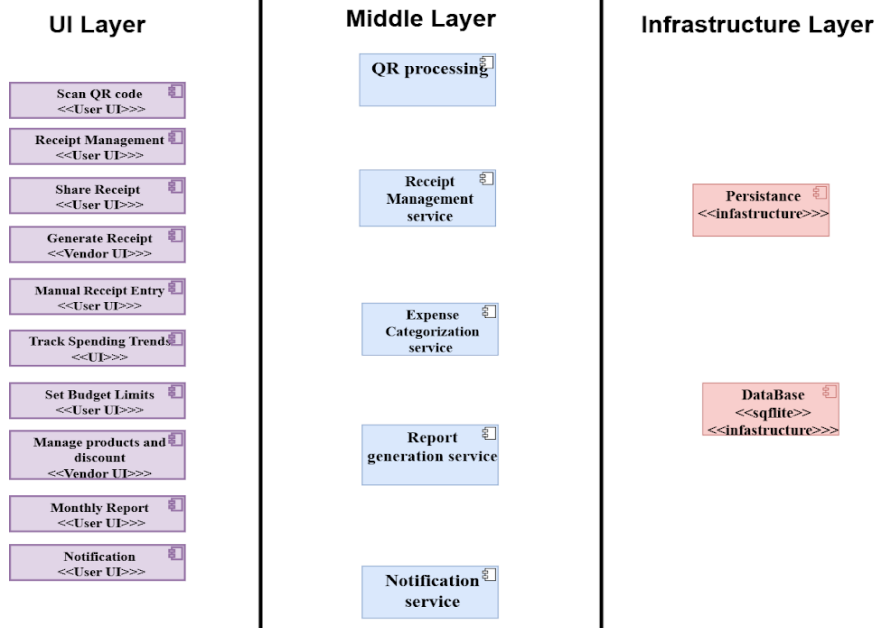 UI Layer
Scan QR code
<<User UI>>>
Receipt Management
<<User UI>>>
Share Receipt
<<User UI>>>
Generate Receipt
<<Vendor UI>>>
Manual Receipt Entry
<<User UI>>>
Track Spending Trends
<<UI>>>
Set Budget Limits
<<User UI>>>
Manage products and
discount
<<Vendor UI>>>
Monthly Report
<<User UI>>>
Notification
<<User UI>>>
Middle Layer
QR processing
Receipt
Management
service
Expense
Categorization
service
Report
generation service
Notification
service
Infrastructure Layer
Persistance
<<infastructure>>>
DataBase
<<sqflite>>
<<infastructure>>>